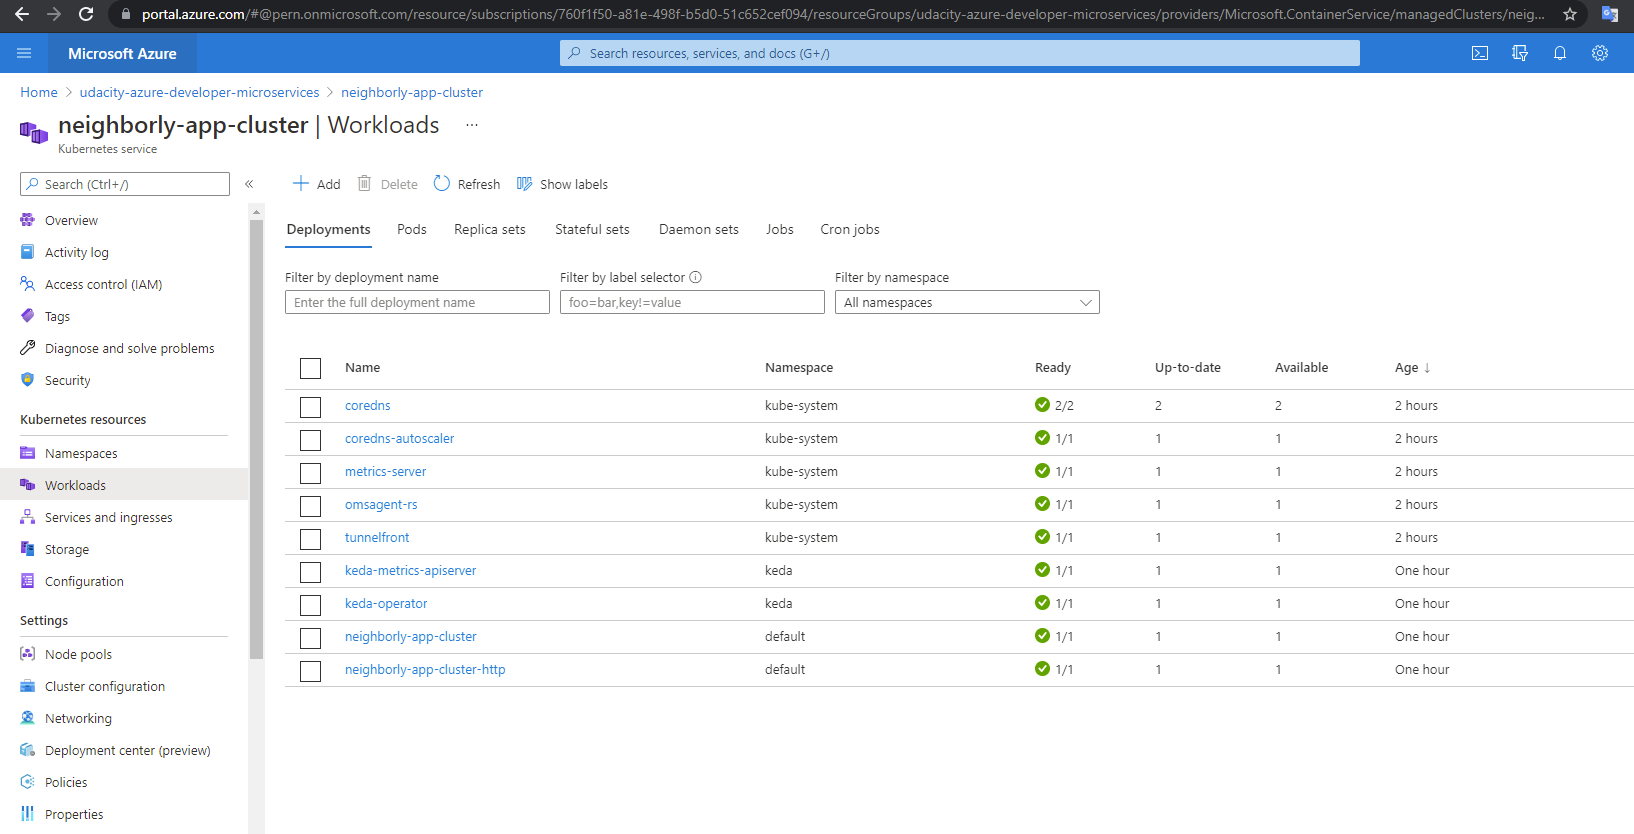 portal.azure.com/#@pern.onmicrosoft.com/resource/subscriptions/760f1f50-a81e-498f-b5d0-51c652cef094/resourceGroups/udacity-azure-developer-microservices/providers/Microsoft.ContainerService/managedClusters/neig...
Microsoft Azure
Search resources, services, and docs (G+/)
Home > udacity-azure-developer-microservices > neighborly-app-cluster
neighborly-app-cluster | Workloads ...
Kubernetes service
Search (Ctrl+/) «
Overview
Activity log
Access control (IAM)
Tags
Diagnose and solve problems
Security
Kubernetes resources
Namespaces
Workloads
Services and ingresses
Storage
Configuration
Settings
Node pools
Cluster configuration
Networking
Deployment center (preview)
Policies
Properties
Add Delete Refresh Show labels
Deployments Pods Replica sets Stateful sets Daemon sets Jobs Cron jobs
Filter by deployment name Filter by label selector Filter by namespace
Enter the full deployment name foo=bar,key!=value All namespaces
Name Namespace Ready Up-to-date Available Age ↓
coredns kube-system 2/2 2 2 2 hours
coredns-autoscaler kube-system 1/1 1 1 2 hours
metrics-server kube-system 1/1 1 1 2 hours
omsagent-rs kube-system 1/1 1 1 2 hours
tunnelfront kube-system 1/1 1 1 2 hours
keda-metrics-apiserver keda 1/1 1 1 One hour
keda-operator keda 1/1 1 1 One hour
neighborly-app-cluster default 1/1 1 1 One hour
neighborly-app-cluster-http default 1/1 1 1 One hour